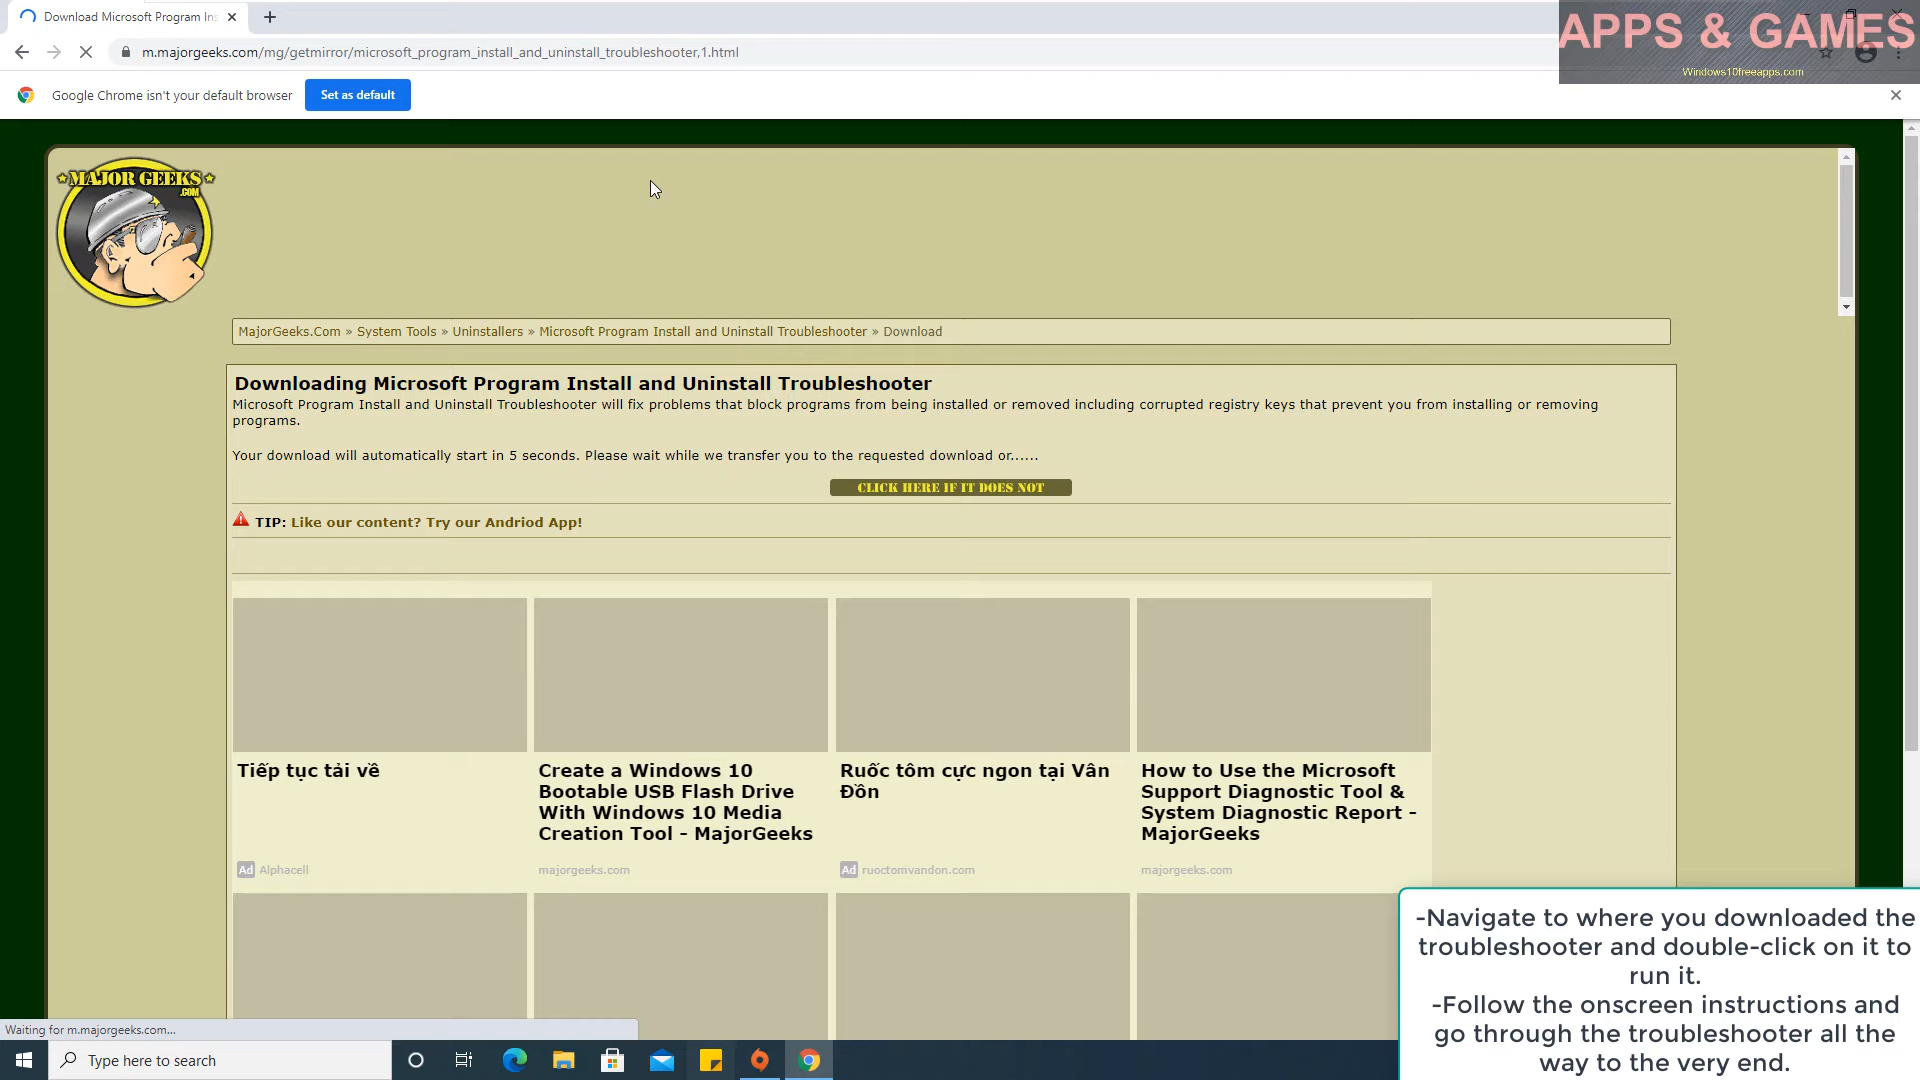 Download Microsoft Program Ins
APPS & GAMES
Windows10freeapps.com
m.majorgeeks.com/mg/getmirror/microsoft_program_install_and_uninstall_troubleshooter,1.html
Google Chrome isn't your default browser
Set as default
MAJOR GEEKS
.COM
MajorGeeks.Com » System Tools » Uninstallers » Microsoft Program Install and Uninstall Troubleshooter » Download
Downloading Microsoft Program Install and Uninstall Troubleshooter
Microsoft Program Install and Uninstall Troubleshooter will fix problems that block programs from being installed or removed including corrupted registry keys that prevent you from installing or removing
programs.
Your download will automatically start in 5 seconds. Please wait while we transfer you to the requested download or......
CLICK HERE IF IT DOES NOT
TIP: Like our content? Try our Andriod App!
Tiếp tục tải về
Ad Alphacell
Create a Windows 10
Bootable USB Flash Drive
With Windows 10 Media
Creation Tool - MajorGeeks
majorgeeks.com
Ruốc tôm cực ngon tại Vân
Đồn
Ad ruoctomvandon.com
How to Use the Microsoft
Support Diagnostic Tool &
System Diagnostic Report -
MajorGeeks
majorgeeks.com
-Navigate to where you downloaded the
troubleshooter and double-click on it to
run it.
-Follow the onscreen instructions and
go through the troubleshooter all the
way to the very end.
Waiting for m.majorgeeks.com...
Type here to search